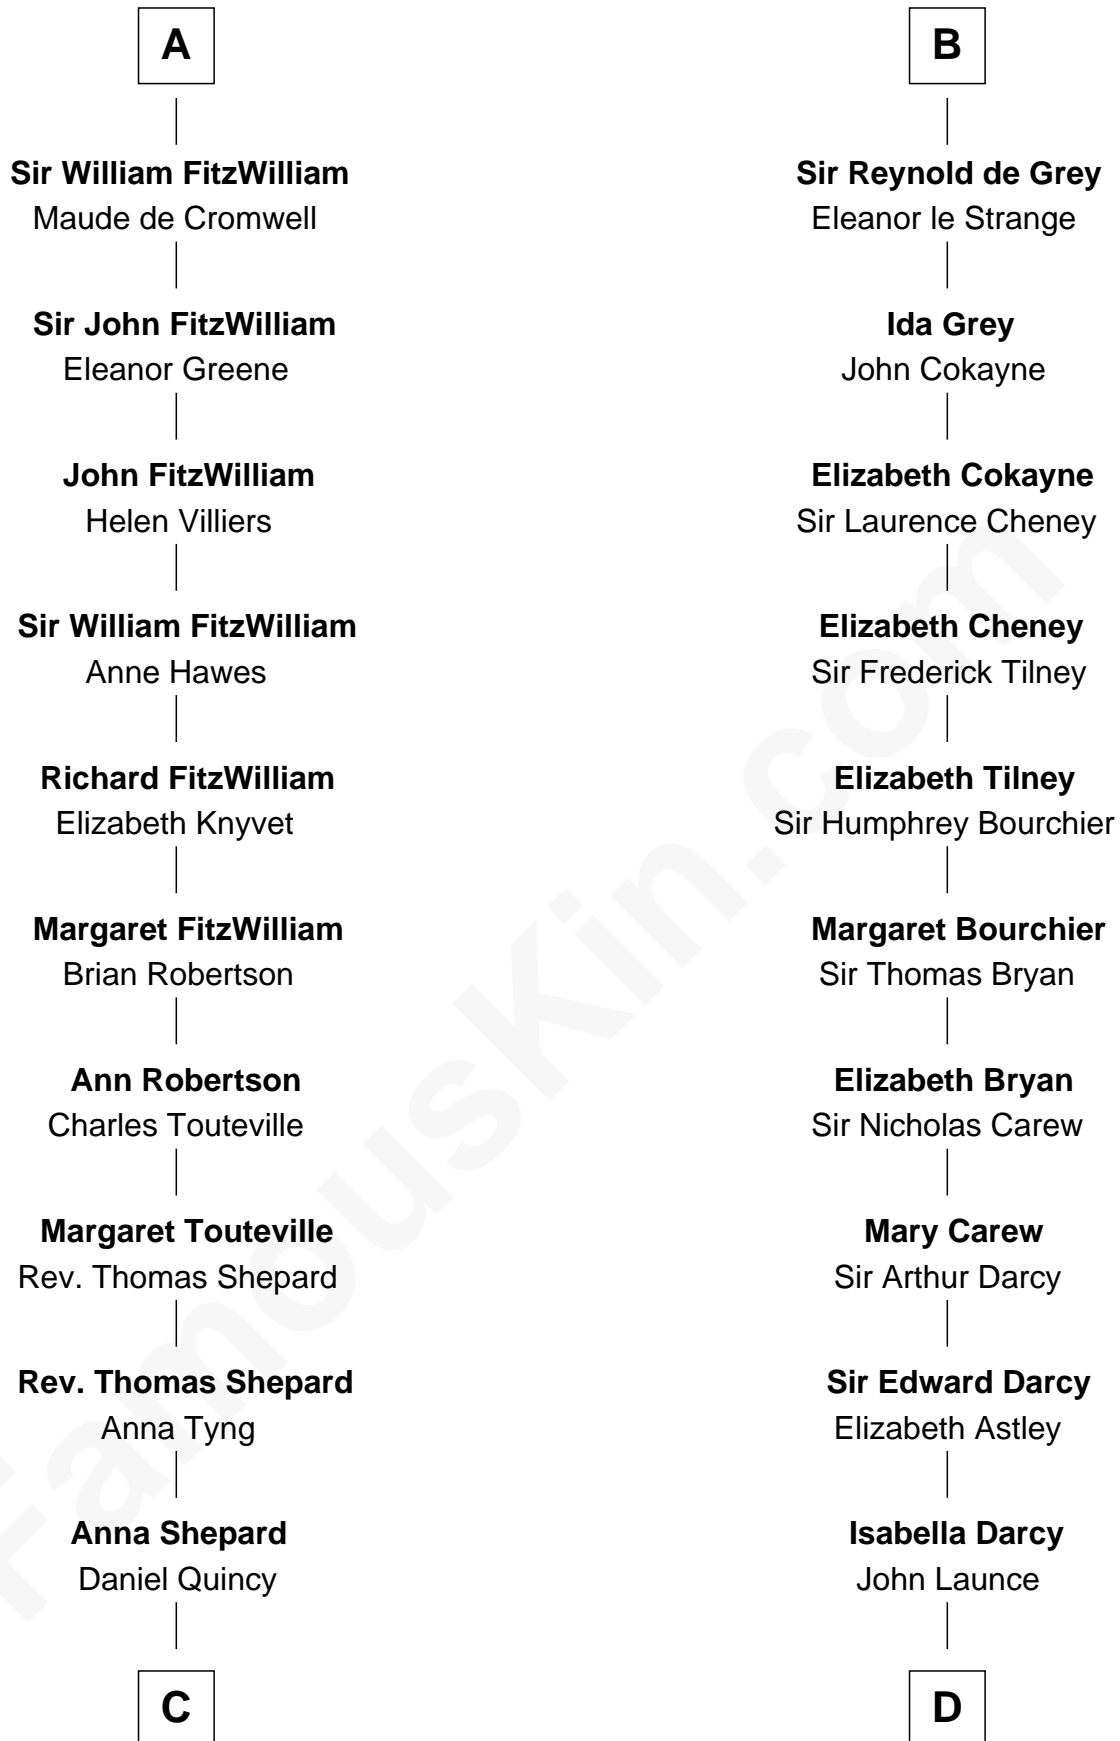 A
Sir William FitzWilliam
Maude de Cromwell
Sir John FitzWilliam
Eleanor Greene
John FitzWilliam
Helen Villiers
Sir William FitzWilliam
Anne Hawes
Richard FitzWilliam
Elizabeth Knyvet
Margaret FitzWilliam
Brian Robertson
Ann Robertson
Charles Touteville
Margaret Touteville
Rev. Thomas Shepard
Rev. Thomas Shepard
Anna Tyng
Anna Shepard
Daniel Quincy
C
B
Sir Reynold de Grey
Eleanor le Strange
Ida Grey
John Cokayne
Elizabeth Cokayne
Sir Laurence Cheney
Elizabeth Cheney
Sir Frederick Tilney
Elizabeth Tilney
Sir Humphrey Bourchier
Margaret Bourchier
Sir Thomas Bryan
Elizabeth Bryan
Sir Nicholas Carew
Mary Carew
Sir Arthur Darcy
Sir Edward Darcy
Elizabeth Astley
Isabella Darcy
John Launce
D
FamousKin.com